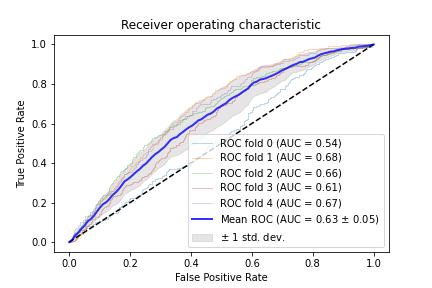 Receiver operating characteristic
True Positive Rate
1.0
0.8
0.6
0.4
0.2
0.0
ROC fold 0 (AUC = 0.54)
ROC fold 1 (AUC = 0.68)
ROC fold 2 (AUC = 0.66)
ROC fold 3 (AUC = 0.61)
ROC fold 4 (AUC = 0.67)
Mean ROC (AUC = 0.63 ± 0.05)
± 1 std. dev.
0.0 0.2 0.4 0.6 0.8 1.0
False Positive Rate